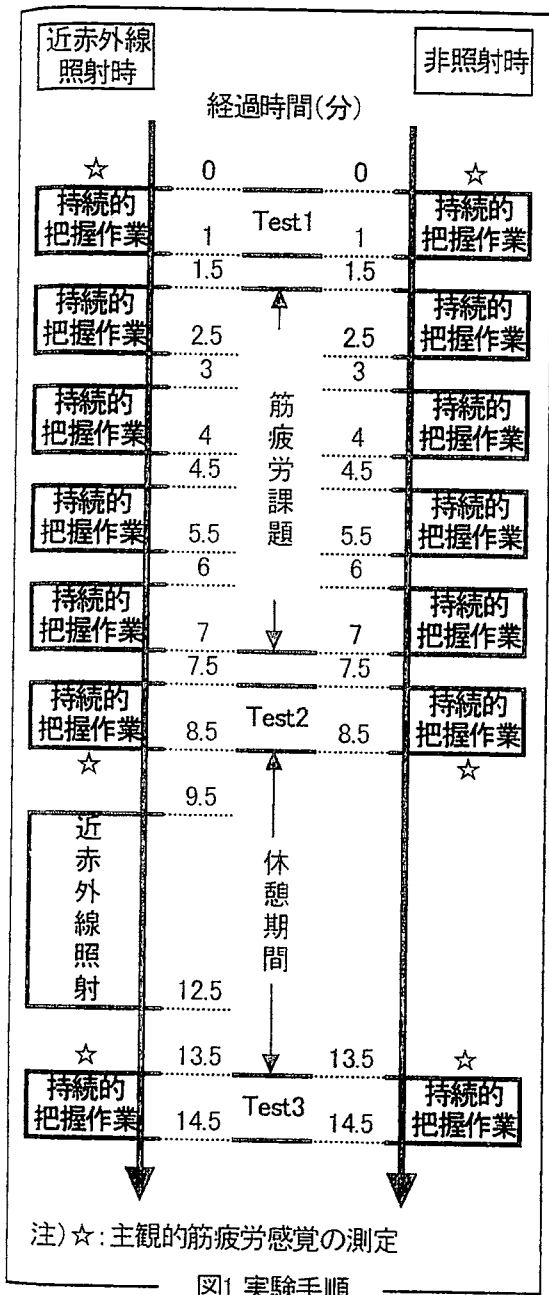 近赤外線
照射時
非照射時
経過時間(分)
☆ 0 0 ☆
持続的
把握作業
Test1
持続的
把握作業
1 1
1.5 1.5
持続的
把握作業
持続的
把握作業
2.5 2.5
3 3
持続的
把握作業
筋疲労課題
持続的
把握作業
4 4
4.5 4.5
持続的
把握作業
持続的
把握作業
5.5 5.5
6 6
持続的
把握作業
持続的
把握作業
7 7
7.5 7.5
持続的
把握作業
Test2
持続的
把握作業
8.5 8.5
☆ ☆
9.5
近赤外線照射
休憩期間
12.5
☆ 13.5 13.5 ☆
持続的
把握作業
Test3
持続的
把握作業
14.5 14.5
注)☆:主観的筋疲労感覚の測定
図1 実験手順